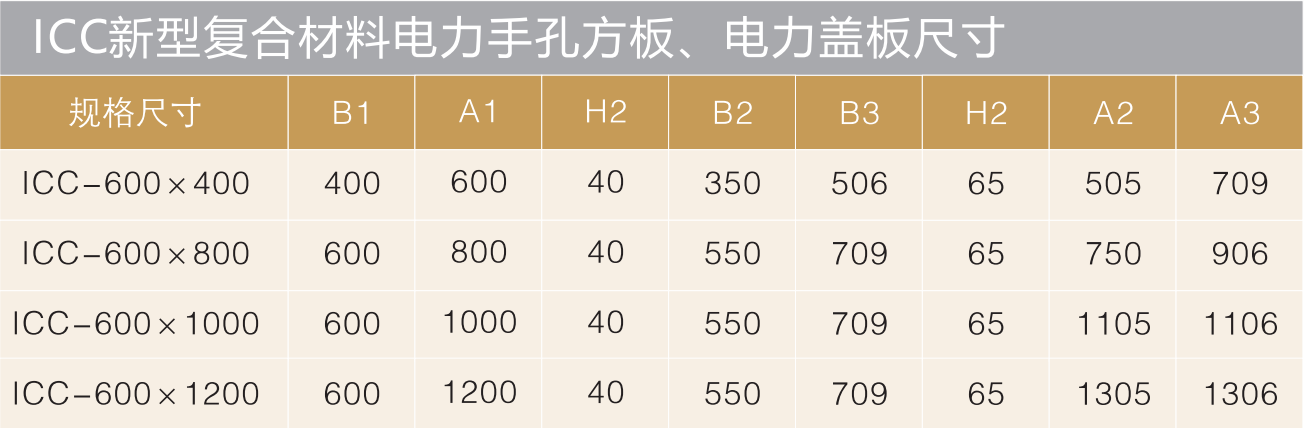 ICC新型复合材料电力手孔方板、电力盖板尺寸
规格尺寸 B1 A1 H2 B2 B3 H2 A2 A3
ICC-600×400 400 600 40 350 506 65 505 709
ICC-600×800 600 800 40 550 709 65 750 906
ICC-600×1000 600 1000 40 550 709 65 1105 1106
ICC-600×1200 600 1200 40 550 709 65 1305 1306